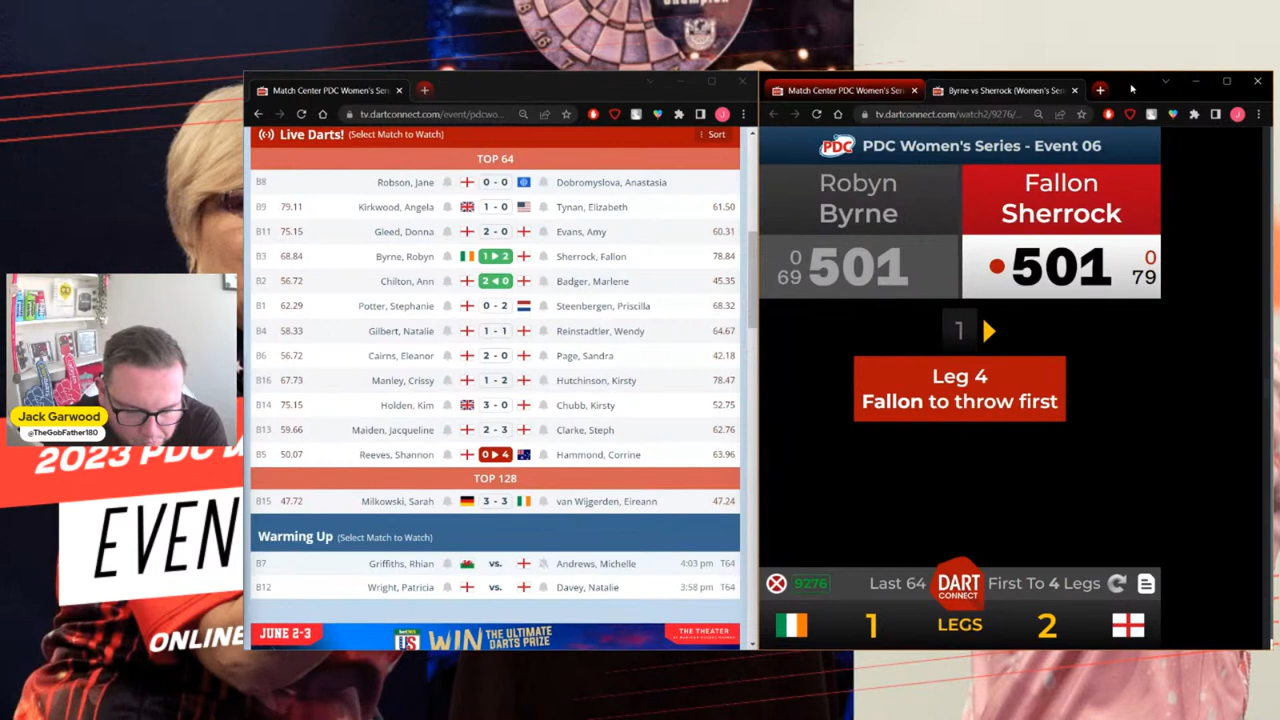 Match Center PDC Women's Seri
tv.dartconnect.com/event/pdcwo...
Live Darts! (Select Match to Watch)
Sort
TOP 64
B8 Robson, Jane 0 - 0 Dobromyslova, Anastasia
B9 79.11 Kirkwood, Angela 1 - 0 Tynan, Elizabeth 61.50
B11 75.15 Gleed, Donna 2 - 0 Evans, Amy 60.31
B3 68.84 Byrne, Robyn 1 2 Sherrock, Fallon 78.84
B2 56.72 Chilton, Ann 2 0 Badger, Marlene 45.35
B1 62.29 Potter, Stephanie 0 - 2 Steenbergen, Priscilla 68.32
B4 58.33 Gilbert, Natalie 1 - 1 Reinstadtler, Wendy 64.67
B6 56.72 Cairns, Eleanor 2 - 0 Page, Sandra 42.18
B16 67.73 Manley, Crissy 1 - 2 Hutchinson, Kirsty 78.47
B14 75.15 Holden, Kim 3 - 0 Chubb, Kirsty 52.75
B13 59.66 Maiden, Jacqueline 2 - 3 Clarke, Steph 62.76
B5 50.07 Reeves, Shannon 0 4 Hammond, Corrine 63.96
TOP 128
B15 47.72 Milkowski, Sarah 3 - 3 van Wijgerden, Eireann 47.24
Warming Up (Select Match to Watch)
B7 Griffiths, Rhian vs. Andrews, Michelle 4:03 pm T64
B12 Wright, Patricia vs. Davey, Natalie 3:58 pm T64
JUNE 2-3
WIN THE ULTIMATE
DARTS PRIZE
THE THEATER
Match Center PDC Women's Seri
Byrne vs Sherrock (Women's Ser
tv.dartconnect.com/watch2/9276/...
PDC PDC Women's Series - Event 06
Robyn
Byrne
Fallon
Sherrock
0
69
501
501
0
79
1
Leg 4
Fallon to throw first
9276
Last 64
DART
CONNECT
First To 4 Legs
1 LEGS 2
Jack Garwood
@TheGobFather180
2023 PDC W
EVEN
ONLINE